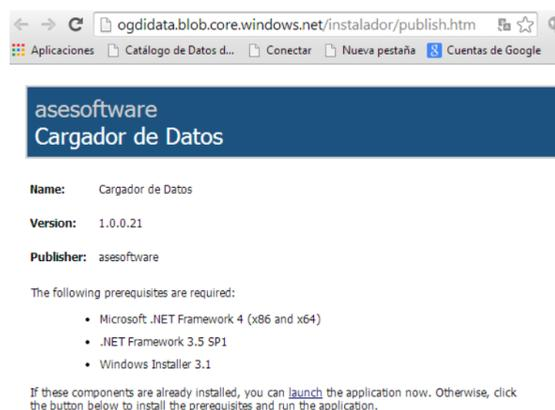 ogdidata.blob.core.windows.net/instalador/publish.htm
Aplicaciones Catálogo de Datos d... Conectar Nueva pestaña 8 Cuentas de Google
asesoftware
Cargador de Datos
Name: Cargador de Datos
Version: 1.0.0.21
Publisher: asesoftware
The following prerequisites are required:
• Microsoft .NET Framework 4 (x86 and x64)
• .NET Framework 3.5 SP1
• Windows Installer 3.1
If these components are already installed, you can launch the application now. Otherwise, click
the button below to install the prerequisites and run the application.